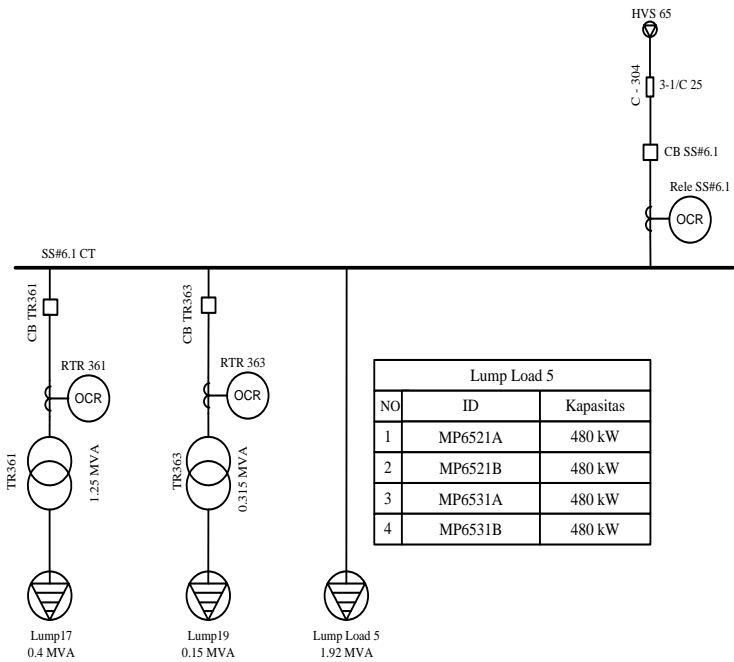 HVS 65
C - 304
3-1/C 25
CB SS#6.1
Rele SS#6.1
OCR
SS#6.1 CT
CB TR361
CB TR363
RTR 361
OCR
RTR 363
OCR
TR361
1.25 MVA
TR363
0.315 MVA
Lump Load 5
NO ID Kapasitas
1 MP6521A 480 kW
2 MP6521B 480 kW
3 MP6531A 480 kW
4 MP6531B 480 kW
Lump17
0.4 MVA
Lump19
0.15 MVA
Lump Load 5
1.92 MVA